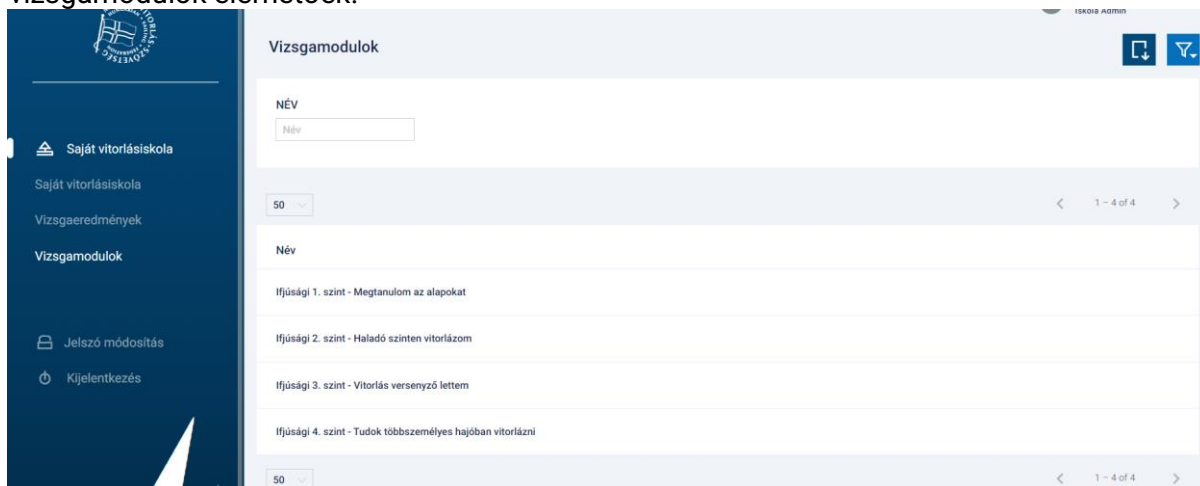 vizsgamodulok elérhetőek.
Iskola Admin
Vizsgamodulok
NÉV
Név
Saját vitorlásiskola
Saját vitorlásiskola
Vizsgaeredmények
Vizsgamodulok
50
1 – 4 of 4
Név
Ifjúsági 1. szint - Megtanulom az alapokat
Ifjúsági 2. szint - Haladó szinten vitorlázom
Ifjúsági 3. szint - Vitorlás versenyző lettem
Ifjúsági 4. szint - Tudok többszemélyes hajóban vitorlázni
Jelszó módosítás
Kijelentkezés
50
1 – 4 of 4